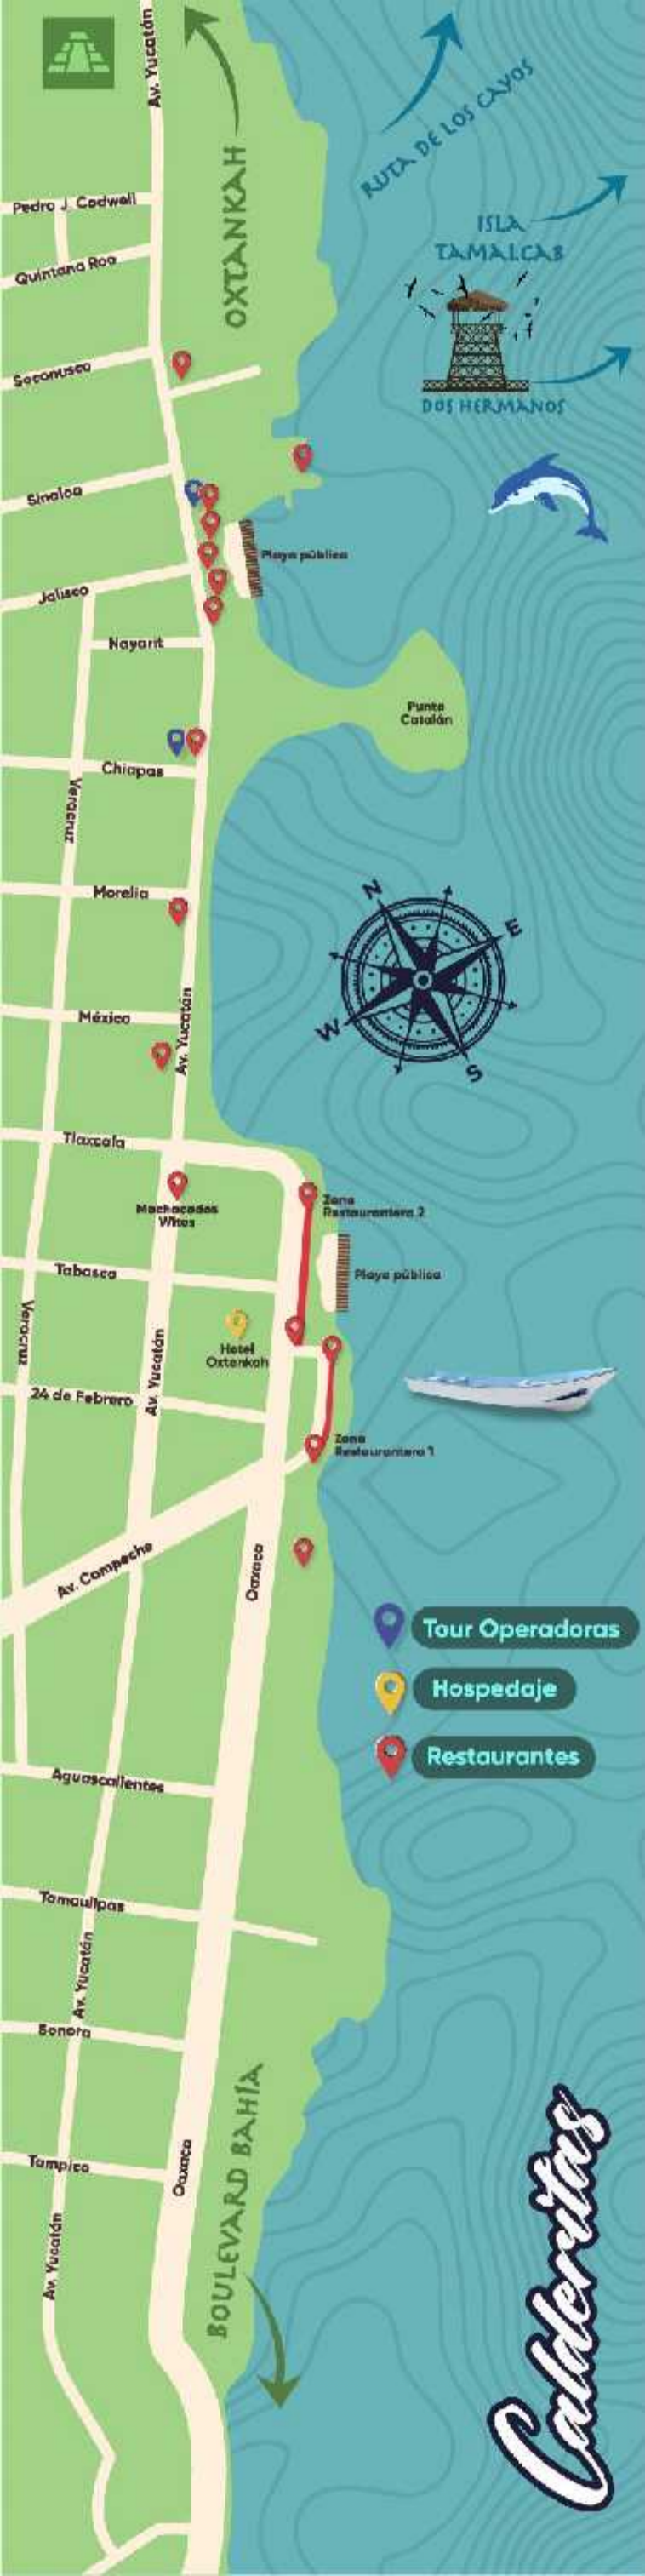 Av. Yucatán
OXTANKAH
RUTA DE LOS CAYOS
Pedro J. Codwell
ISLA
TAMALCAB
Quintana Roo
Soconusco
DOS HERMANOS
Sinaloa
Playa pública
Jalisco
Nayarit
Punta
Catalán
Chiapas
Veracruz
Morelia
N
E
W
S
México
Av. Yucatán
Tlaxcala
Machacados
Witos
Zona
Restaurantera 2
Tabasco
Playa pública
Veracruz
Hotel
Oxtankah
Av. Yucatán
24 de Febrero
Zona
Restaurantera 1
Av. Campeche
Oaxaca
Tour Operadoras
Hospedaje
Restaurantes
Aguascalientes
Tamaulipas
Av. Yucatán
Sonora
Tampico
Oaxaca
BOULEVARD BAHÍA
Av. Yucatán
Calderitas